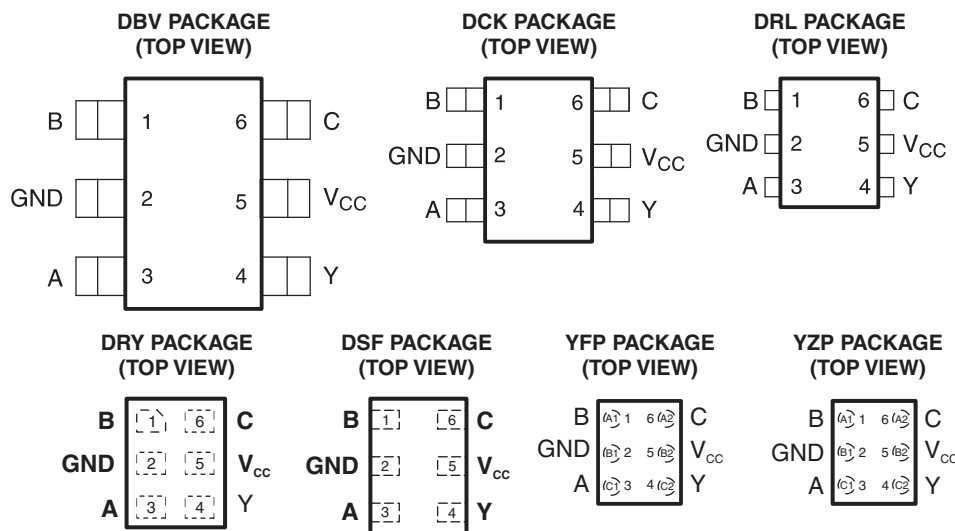 DBV PACKAGE
(TOP VIEW)
B 1 6 C
GND 2 5 VCC
A 3 4 Y
DCK PACKAGE
(TOP VIEW)
B 1 6 C
GND 2 5 VCC
A 3 4 Y
DRL PACKAGE
(TOP VIEW)
B 1 6 C
GND 2 5 VCC
A 3 4 Y
DRY PACKAGE
(TOP VIEW)
B 1 6 C
GND 2 5 Vcc
A 3 4 Y
DSF PACKAGE
(TOP VIEW)
B 1 6 C
GND 2 5 Vcc
A 3 4 Y
YFP PACKAGE
(TOP VIEW)
B A1 1 6 A2 C
GND B1 2 5 B2 Vcc
A C1 3 4 C2 Y
YZP PACKAGE
(TOP VIEW)
B A1 1 6 A2 C
GND B1 2 5 B2 Vcc
A C1 3 4 C2 Y